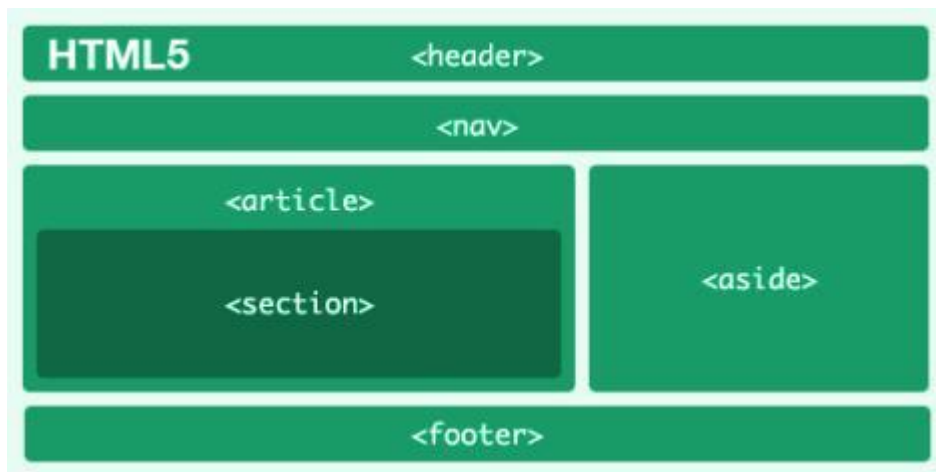 HTML5 <header>
<nav>
<article>
<section>
<aside>
<footer>